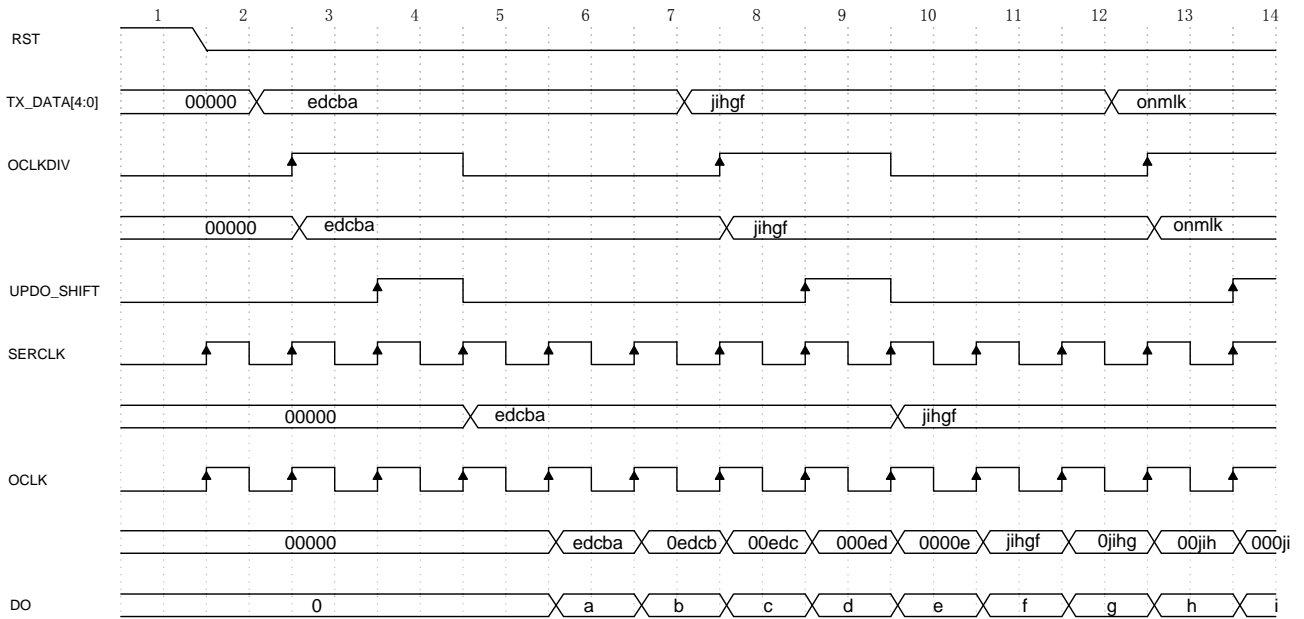 1 2 3 4 5 6 7 8 9 10 11 12 13 14
RST
TX_DATA[4:0] 00000 edcba jihgf onmlk
OCLKDIV
00000 edcba jihgf onmlk
UPDO_SHIFT
SERCLK
00000 edcba jihgf
OCLK
00000 edcba 0edcb 00edc 000ed 0000e jihgf 0jihg 00jih 000ji
DO 0 a b c d e f g h i